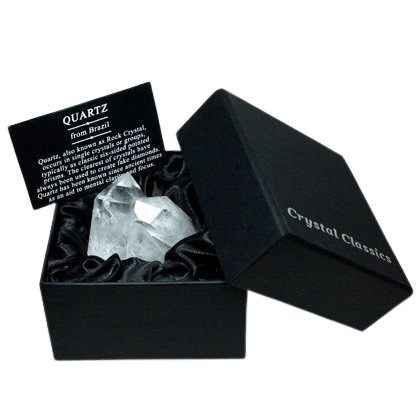 QUARTZ
from Brazil
Quartz, also known as Rock Crystal,
occurs in single crystals or groups,
typically as classic six-sided pointed
prisms. The clearest of crystals have
always been used to create fake diamonds.
Quartz has been known since ancient times
as an aid to mental clarity and focus.
Crystal Classics